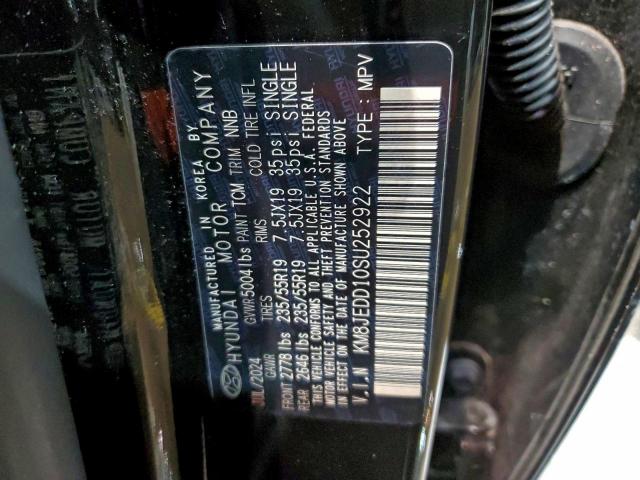 MANUFACTURED IN KOREA BY
HYUNDAI MOTOR COMPANY
JUL/2024 GVWR 5004 lbs PAINT TCM TRIM NNB
GAWR TIRES RIMS COLD TIRE INFL
FRONT 2778 lbs 235/55R19 7.5JX19 35psi SINGLE
REAR 2646 lbs 235/55R19 7.5JX19 35psi SINGLE
THIS VEHICLE CONFORMS TO ALL APPLICABLE U.S.A. FEDERAL
MOTOR VEHICLE SAFETY AND THEFT PREVENTION STANDARDS
IN EFFECT ON THE DATE OF MANUFACTURE SHOWN ABOVE
V.I.N KM8JEDD10SU252922 TYPE : MPV